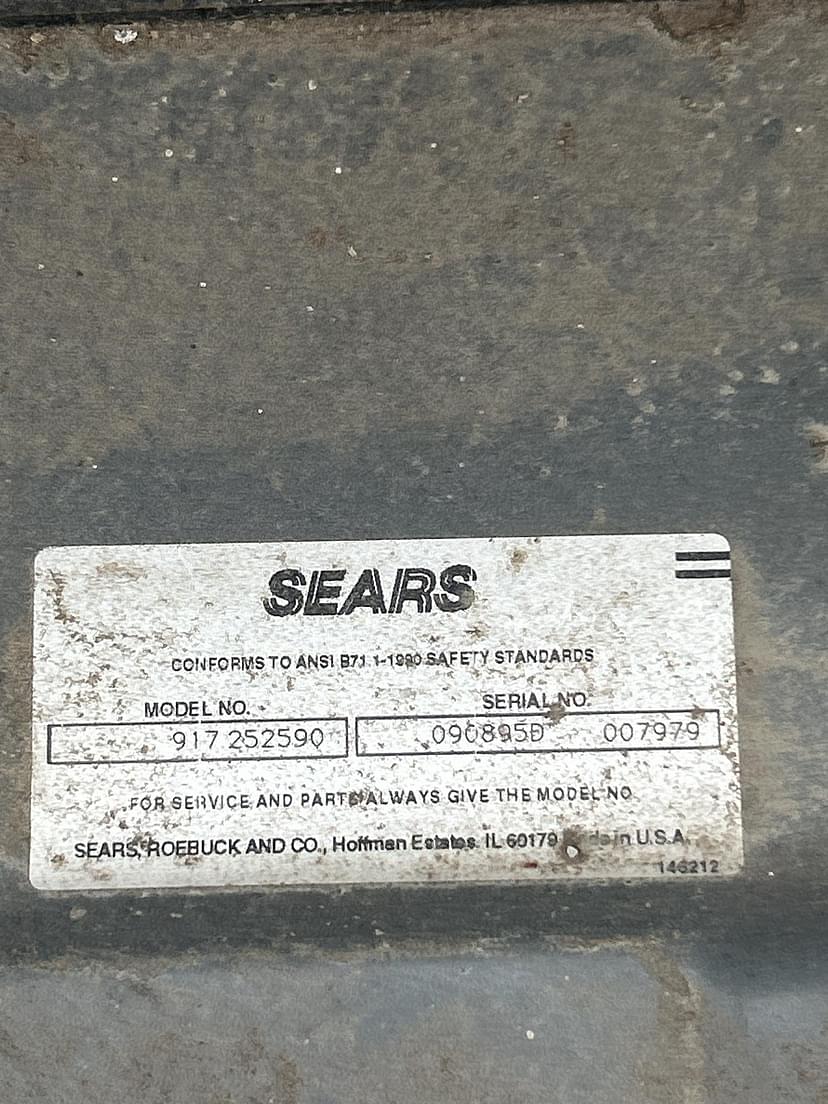 SEARS
CONFORMS TO ANSI B71.1-1990 SAFETY STANDARDS
MODEL NO. SERIAL NO.
917 252590 090895D 007979
FOR SERVICE AND PARTS ALWAYS GIVE THE MODEL NO
SEARS, ROEBUCK AND CO., Hoffman Estates IL 60179 in U.S.A.
146212